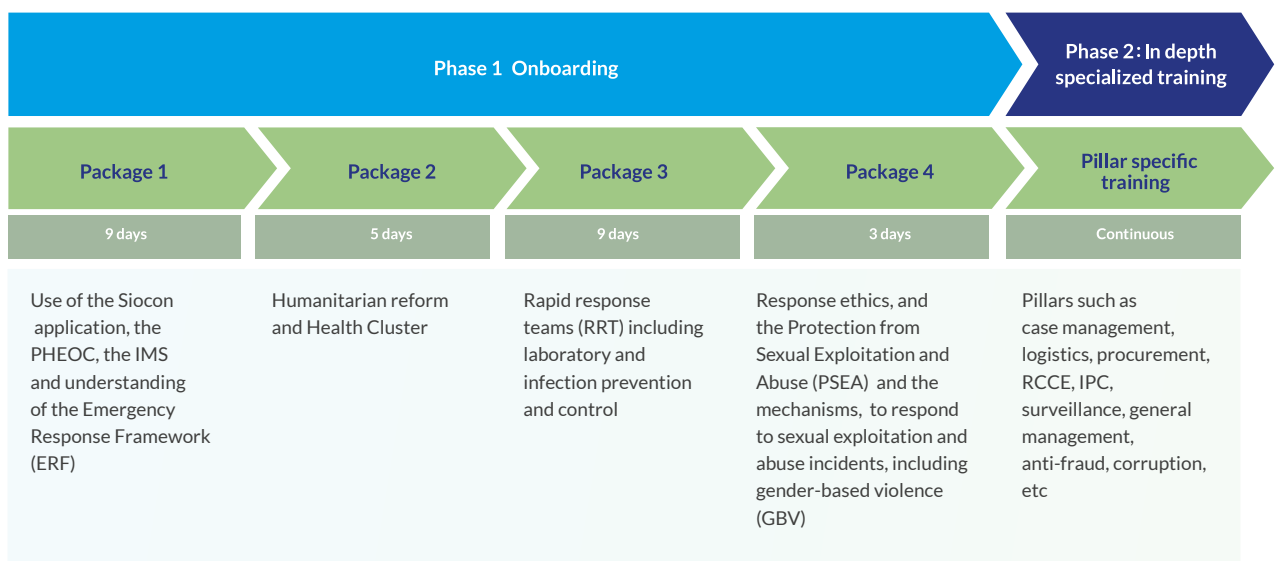 Phase 1 Onboarding
Phase 2: In depth
specialized training
Package 1
Package 2
Package 3
Package 4
Pillar specific
training
9 days
5 days
9 days
3 days
Continuous
Use of the Siocon
application, the
PHEOC, the IMS
and understanding
of the Emergency
Response Framework
(ERF)
Humanitarian reform
and Health Cluster
Rapid response
teams (RRT) including
laboratory and
infection prevention
and control
Response ethics, and
the Protection from
Sexual Exploitation and
Abuse (PSEA) and the
mechanisms, to respond
to sexual exploitation and
abuse incidents, including
gender-based violence
(GBV)
Pillars such as
case management,
logistics, procurement,
RCCE, IPC,
surveillance, general
management,
anti-fraud, corruption,
etc